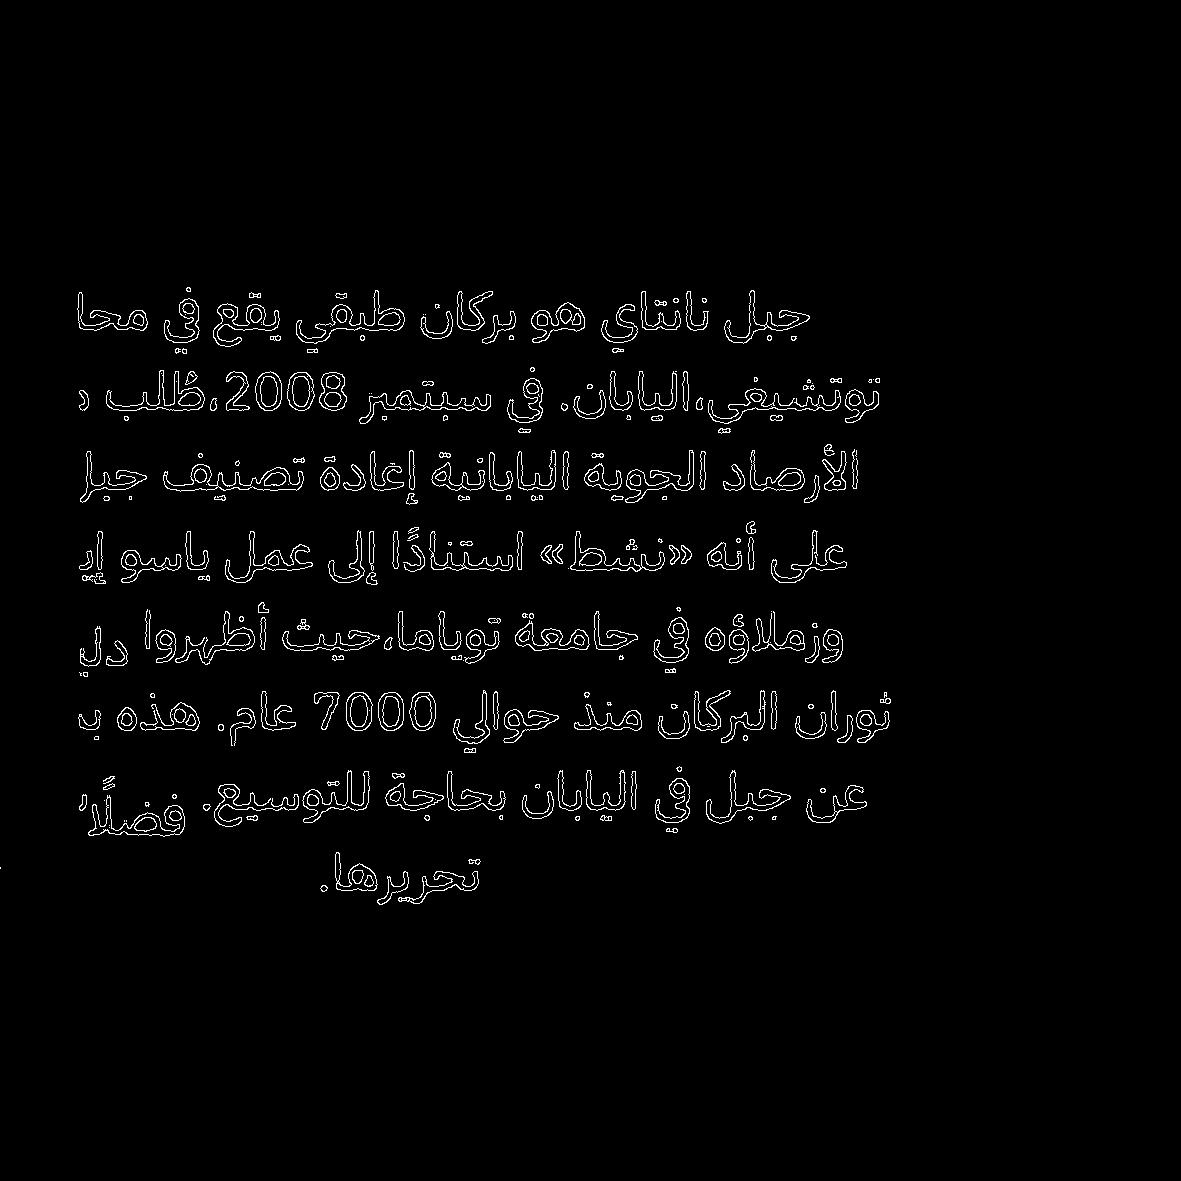 جبل نانتاي هو بركان طبقي يقع في
توتشيغي،اليابان. في سبتمبر 2008،طُلب
الأرصاد الجوية اليابانية إعادة تصنيف
على أنه «نشط» استنادًا إلى عمل ياسو
وزملاؤه في جامعة توياما،حيث أظهروا
ثوران البركان منذ حوالي 7000 عام. هذه
عن جبل في اليابان بحاجة للتوسيع. فضلًا
تحريرها.